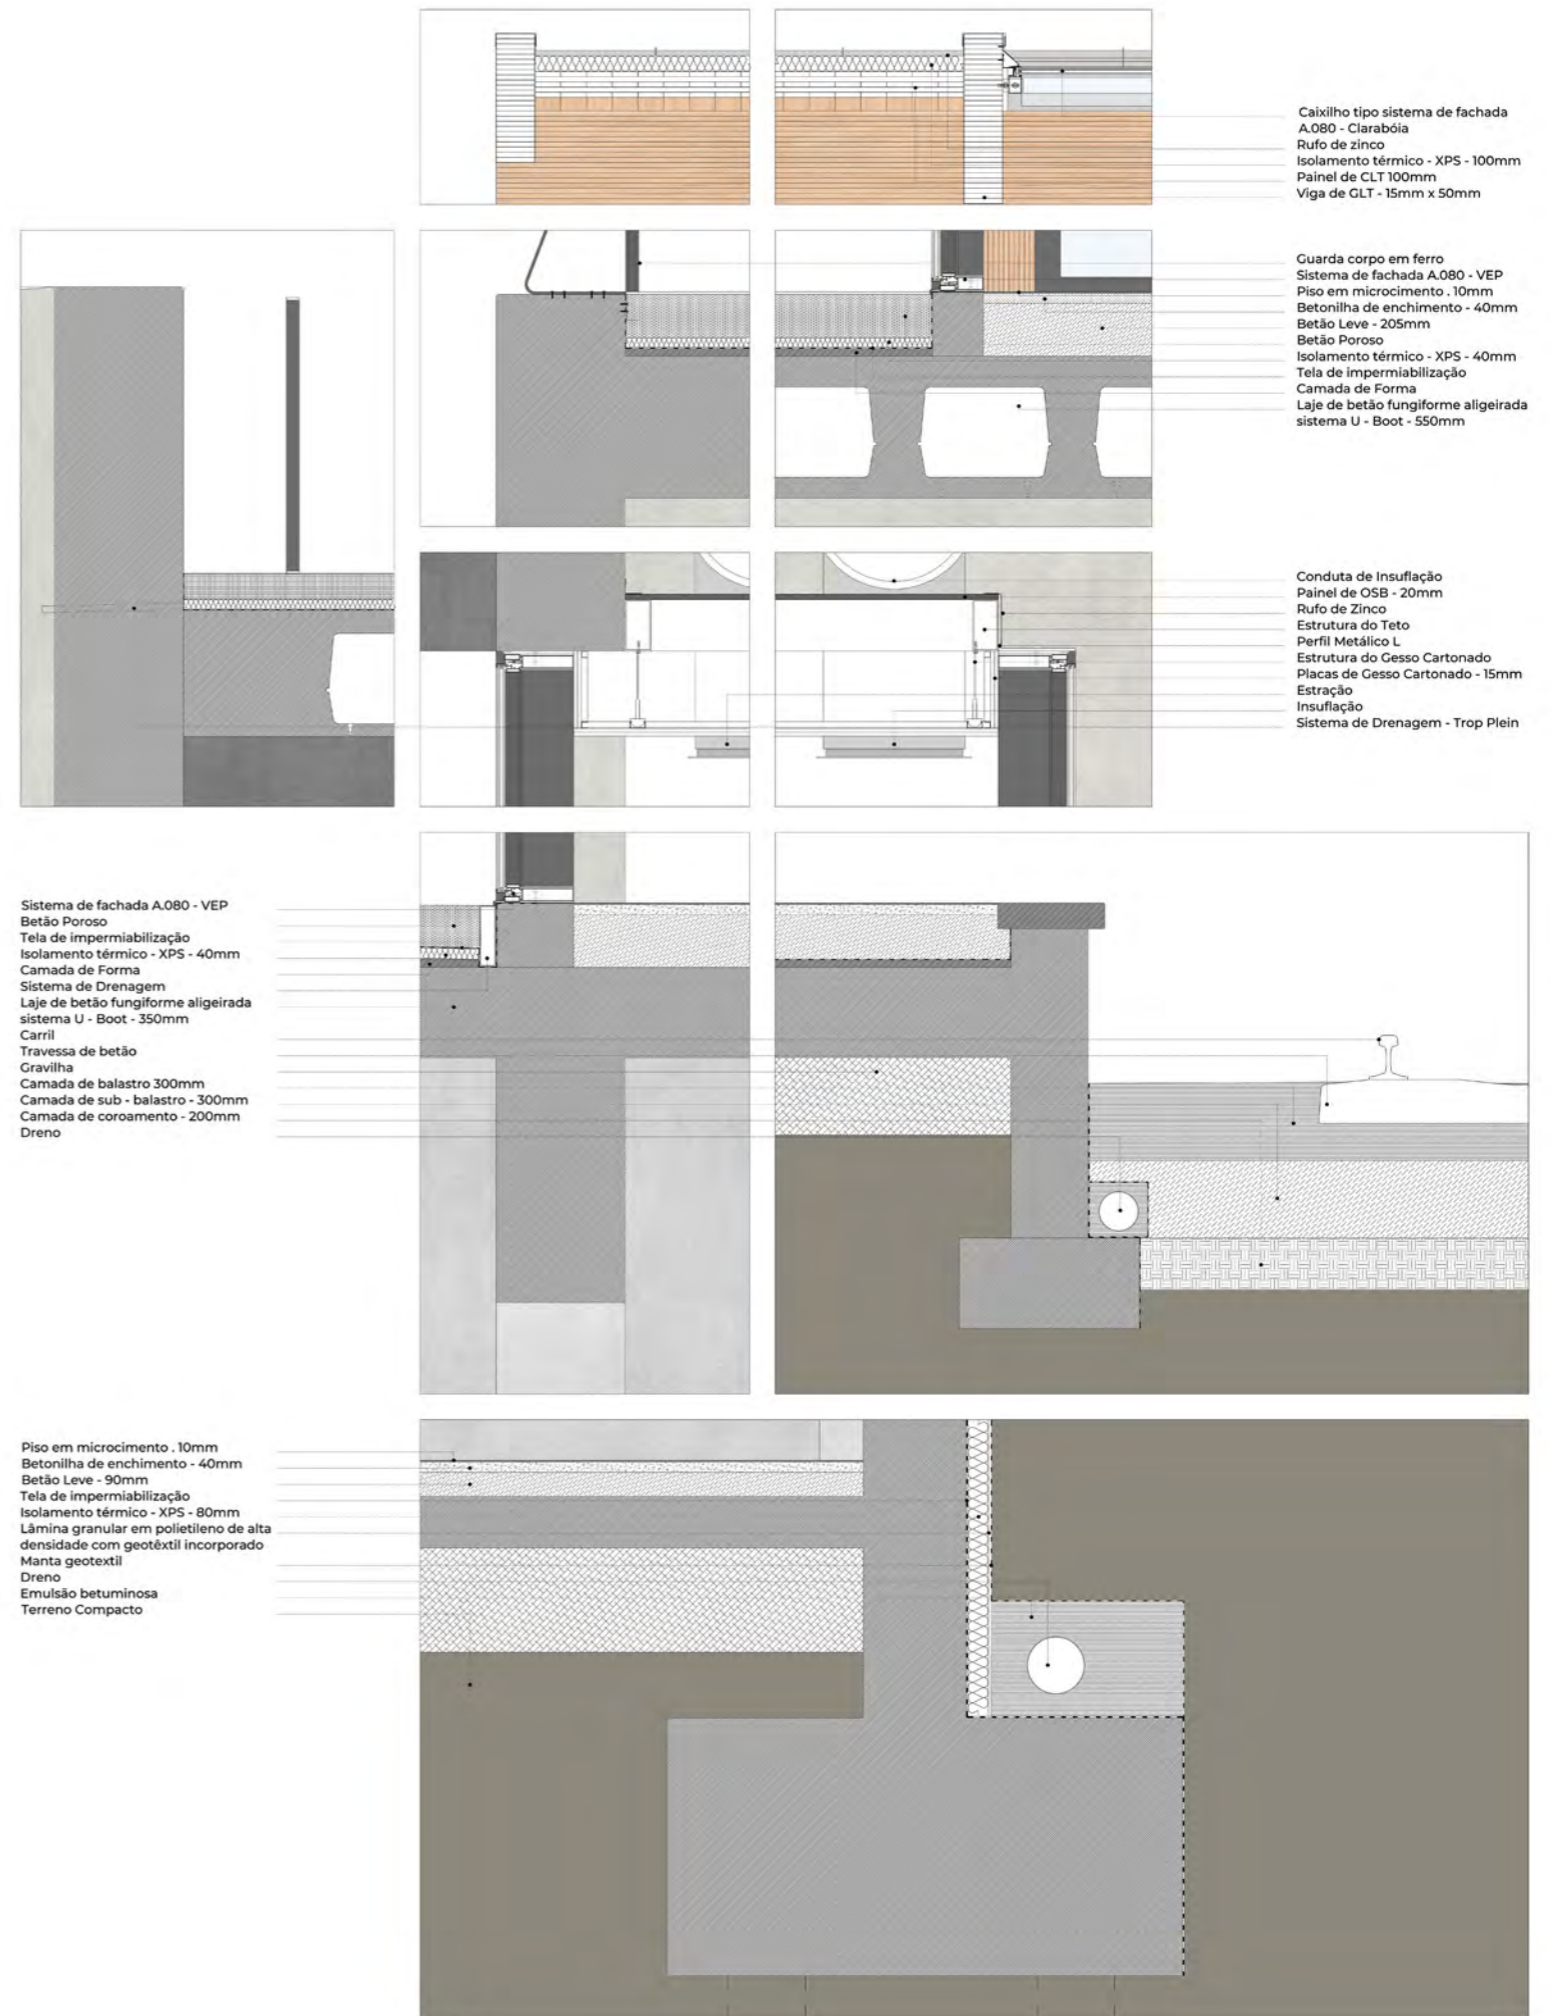 Caixilho tipo sistema de fachada
A.080 - Clarabóia
Rufo de zinco
Isolamento térmico - XPS - 100mm
Painel de CLT 100mm
Viga de GLT - 15mm x 50mm
Guarda corpo em ferro
Sistema de fachada A.080 - VEP
Piso em microcimento . 10mm
Betonilha de enchimento - 40mm
Betão Leve - 205mm
Betão Poroso
Isolamento térmico - XPS - 40mm
Tela de impermiabilização
Camada de Forma
Laje de betão fungiforme aligeirada
sistema U - Boot - 550mm
Conduta de Insuflação
Painel de OSB - 20mm
Rufo de Zinco
Estrutura do Teto
Perfil Metálico L
Estrutura do Gesso Cartonado
Placas de Gesso Cartonado - 15mm
Estração
Insuflação
Sistema de Drenagem - Trop Plein
Sistema de fachada A.080 - VEP
Betão Poroso
Tela de impermiabilização
Isolamento térmico - XPS - 40mm
Camada de Forma
Sistema de Drenagem
Laje de betão fungiforme aligeirada
sistema U - Boot - 350mm
Carril
Travessa de betão
Gravilha
Camada de balastro 300mm
Camada de sub - balastro - 300mm
Camada de coroamento - 200mm
Dreno
Piso em microcimento . 10mm
Betonilha de enchimento - 40mm
Betão Leve - 90mm
Tela de impermiabilização
Isolamento térmico - XPS - 80mm
Lâmina granular em polietileno de alta
densidade com geotêxtil incorporado
Manta geotextil
Dreno
Emulsão betuminosa
Terreno Compacto